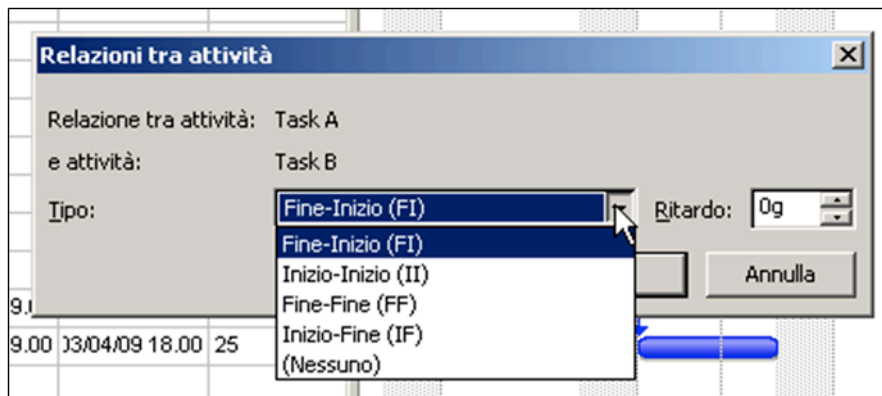 Relazioni tra attività
Relazione tra attività: Task A
e attività: Task B
Tipo: Fine-Inizio (FI) Ritardo: 0g
Fine-Inizio (FI)
Inizio-Inizio (II)
Annulla
Fine-Fine (FF)
Inizio-Fine (IF)
(Nessuno)
9.00 03/04/09 18.00 25